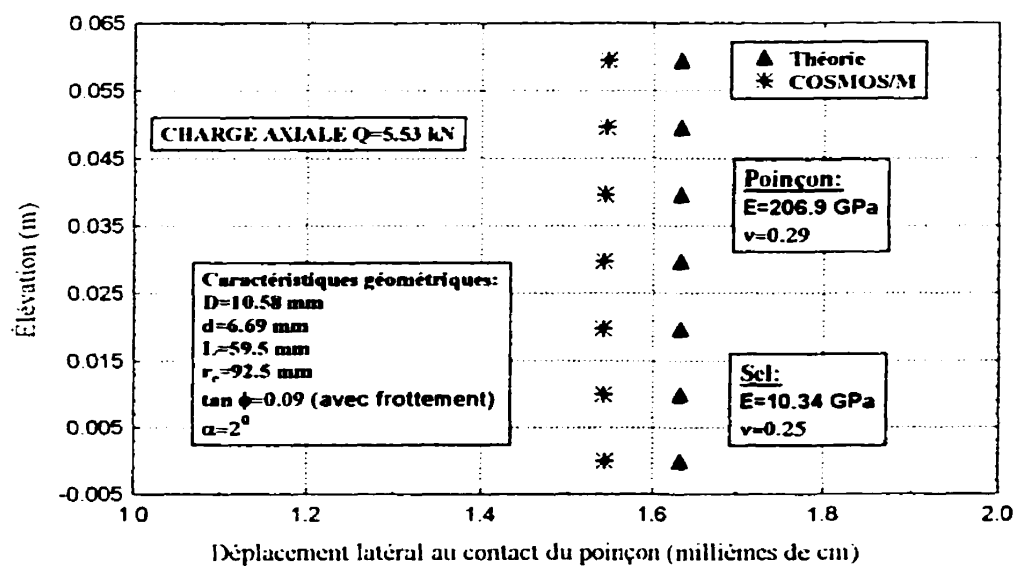 0.065
0.055
0.045
0.035
0.025
0.015
0.005
-0.005
Élévation (m)
Théorie
COSMOS/M
CHARGE AXIALE Q=5.53 kN
Poinçon:
E=206.9 GPa
ν=0.29
Caractéristiques géométriques:
D=10.58 mm
d=6.69 mm
L=59.5 mm
rₑ=92.5 mm
tan ϕ=0.09 (avec frottement)
α=2°
Sel:
E=10.34 GPa
ν=0.25
1.0 1.2 1.4 1.6 1.8 2.0
Déplacement latéral au contact du poinçon (millièmes de cm)